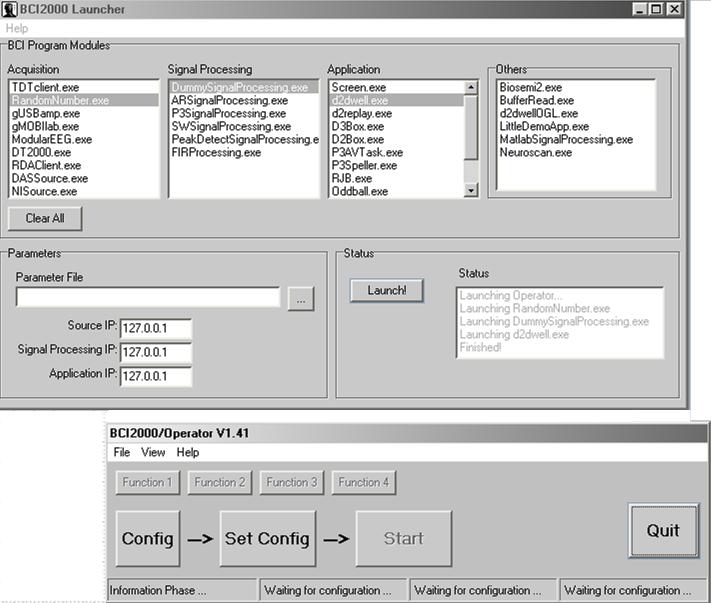 BCI2000 Launcher
Help
BCI Program Modules
Acquisition
TDTclient.exe
RandomNumber.exe
gUSBamp.exe
gMOBIlab.exe
ModularEEG.exe
DT2000.exe
RDAClient.exe
DASSource.exe
NISource.exe
Signal Processing
DummySignalProcessing.exe
ARSignalProcessing.exe
P3SignalProcessing.exe
SWSignalProcessing.exe
PeakDetectSignalProcessing.e
FIRProcessing.exe
Application
Screen.exe
d2dwell.exe
d2replay.exe
D3Box.exe
D2Box.exe
P3AVTask.exe
P3Speller.exe
RJB.exe
Oddball.exe
Others
Biosemi2.exe
BufferRead.exe
d2dwellOGL.exe
LittleDemoApp.exe
MatlabSignalProcessing.exe
Neuroscan.exe
Clear All
Parameters
Parameter File
...
Source IP: 127.0.0.1
Signal Processing IP: 127.0.0.1
Application IP: 127.0.0.1
Status
Launch!
Status
Launching Operator...
Launching RandomNumber.exe
Launching DummySignalProcessing.exe
Launching d2dwell.exe
Finished!
BCI2000/Operator V1.41
File View Help
Function 1 Function 2 Function 3 Function 4
Config --> Set Config --> Start Quit
Information Phase ... Waiting for configuration ... Waiting for configuration ... Waiting for configuration ...